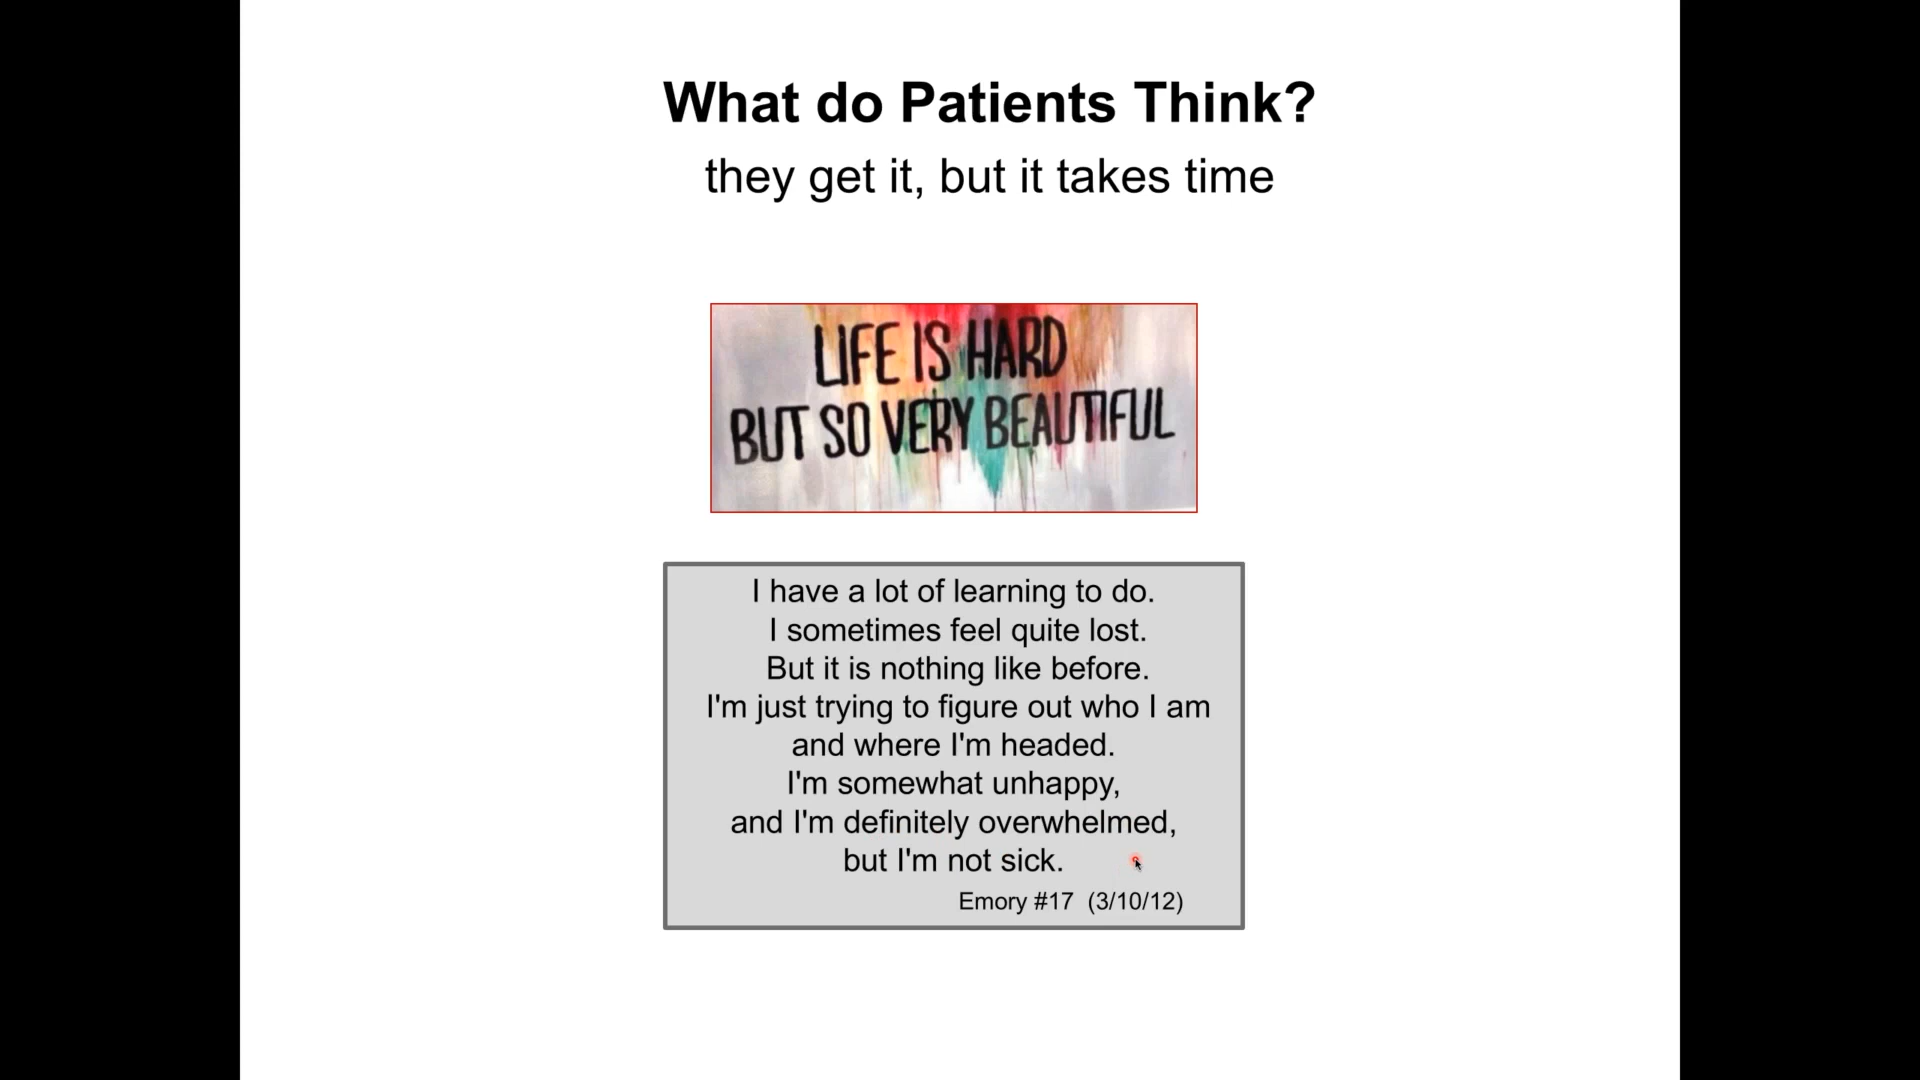 What do Patients Think?
they get it, but it takes time
LIFE IS HARD
BUT SO VERY BEAUTIFUL
I have a lot of learning to do.
I sometimes feel quite lost.
But it is nothing like before.
I'm just trying to figure out who I am
and where I'm headed.
I'm somewhat unhappy,
and I'm definitely overwhelmed,
but I'm not sick.
Emory #17 (3/10/12)